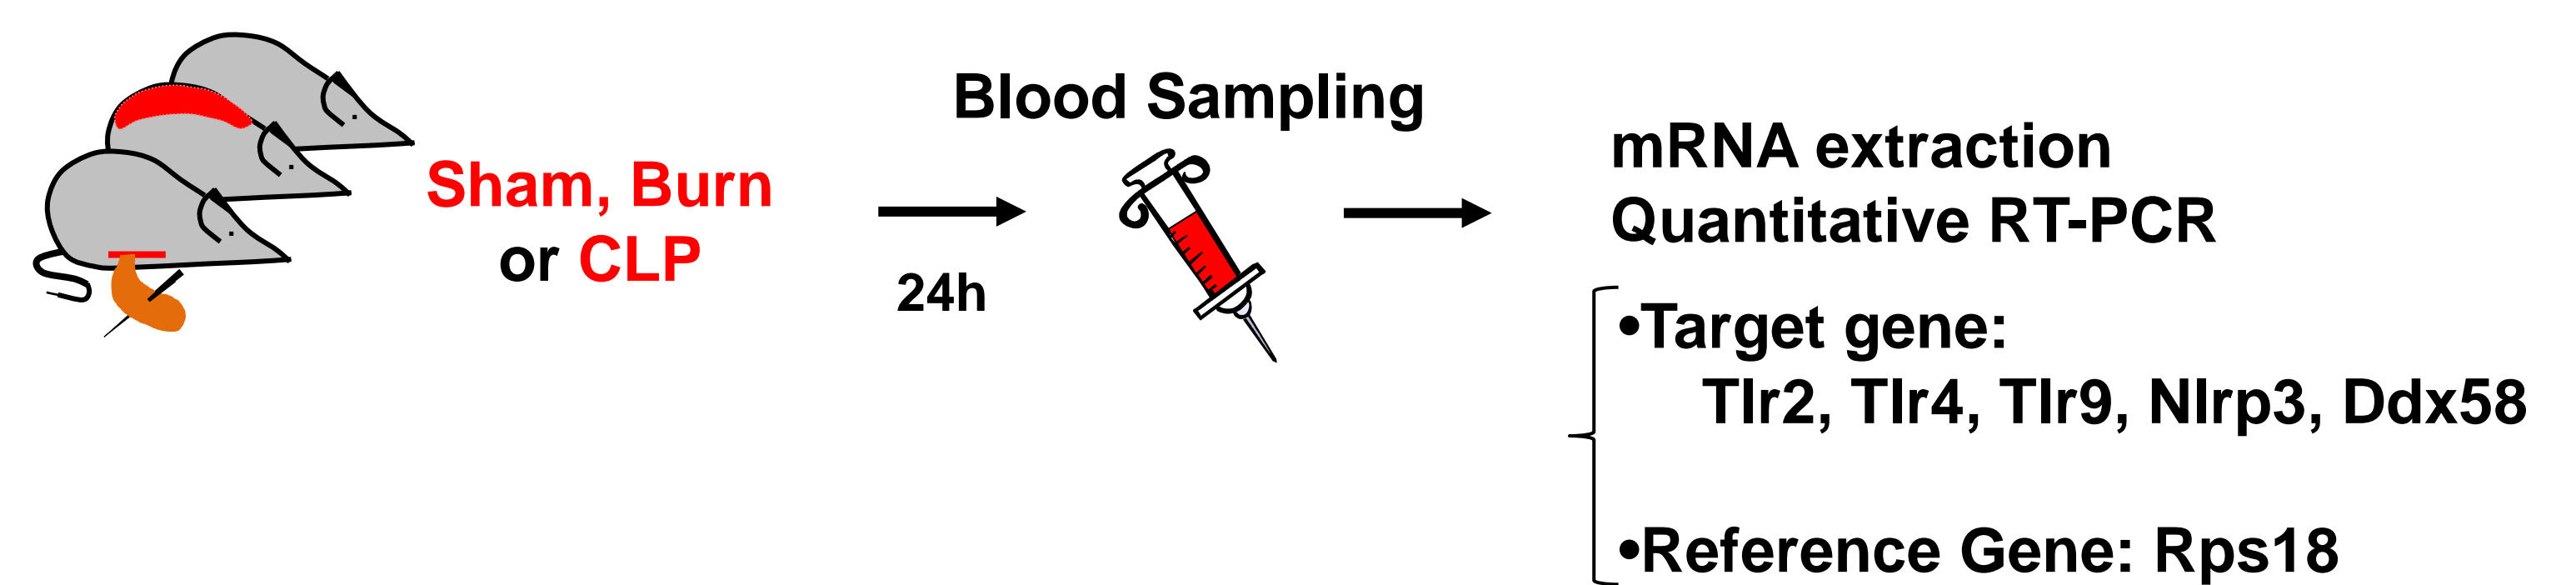 Sham, Burn
or CLP
24h
Blood Sampling
mRNA extraction
Quantitative RT-PCR
•Target gene:
Tlr2, Tlr4, Tlr9, Nlrp3, Ddx58
•Reference Gene: Rps18